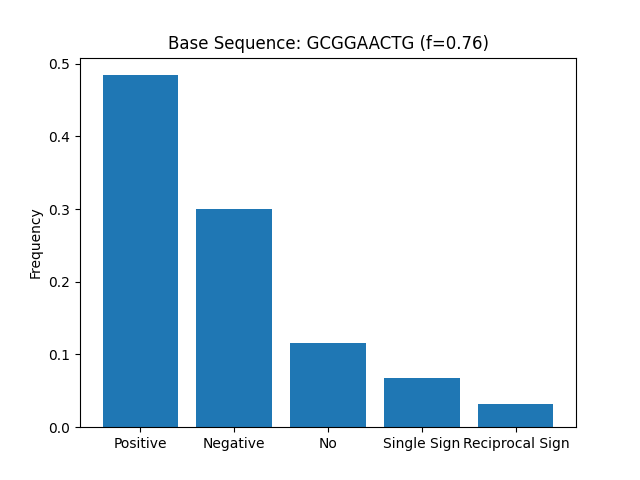 Base Sequence: GCGGAACTG (f=0.76)
Frequency
0.5
0.4
0.3
0.2
0.1
0.0
Positive Negative No Single Sign Reciprocal Sign